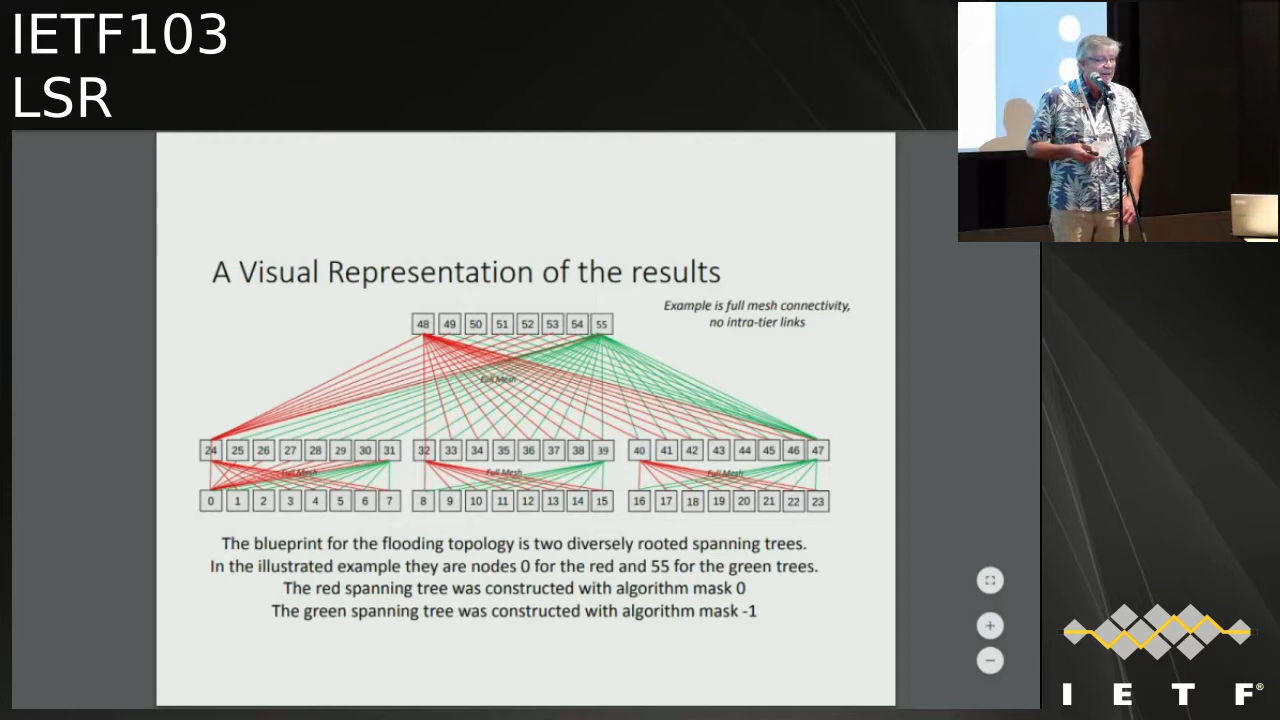 IETF103
LSR
A Visual Representation of the results
Example is full mesh connectivity,
no intra-tier links
48 49 50 51 52 53 54 55
Full Mesh
24 25 26 27 28 29 30 31 32 33 34 35 36 37 38 39 40 41 42 43 44 45 46 47
Full Mesh Full Mesh Full Mesh
0 1 2 3 4 5 6 7 8 9 10 11 12 13 14 15 16 17 18 19 20 21 22 23
The blueprint for the flooding topology is two diversely rooted spanning trees.
In the illustrated example they are nodes 0 for the red and 55 for the green trees.
The red spanning tree was constructed with algorithm mask 0
The green spanning tree was constructed with algorithm mask -1
I E T F®